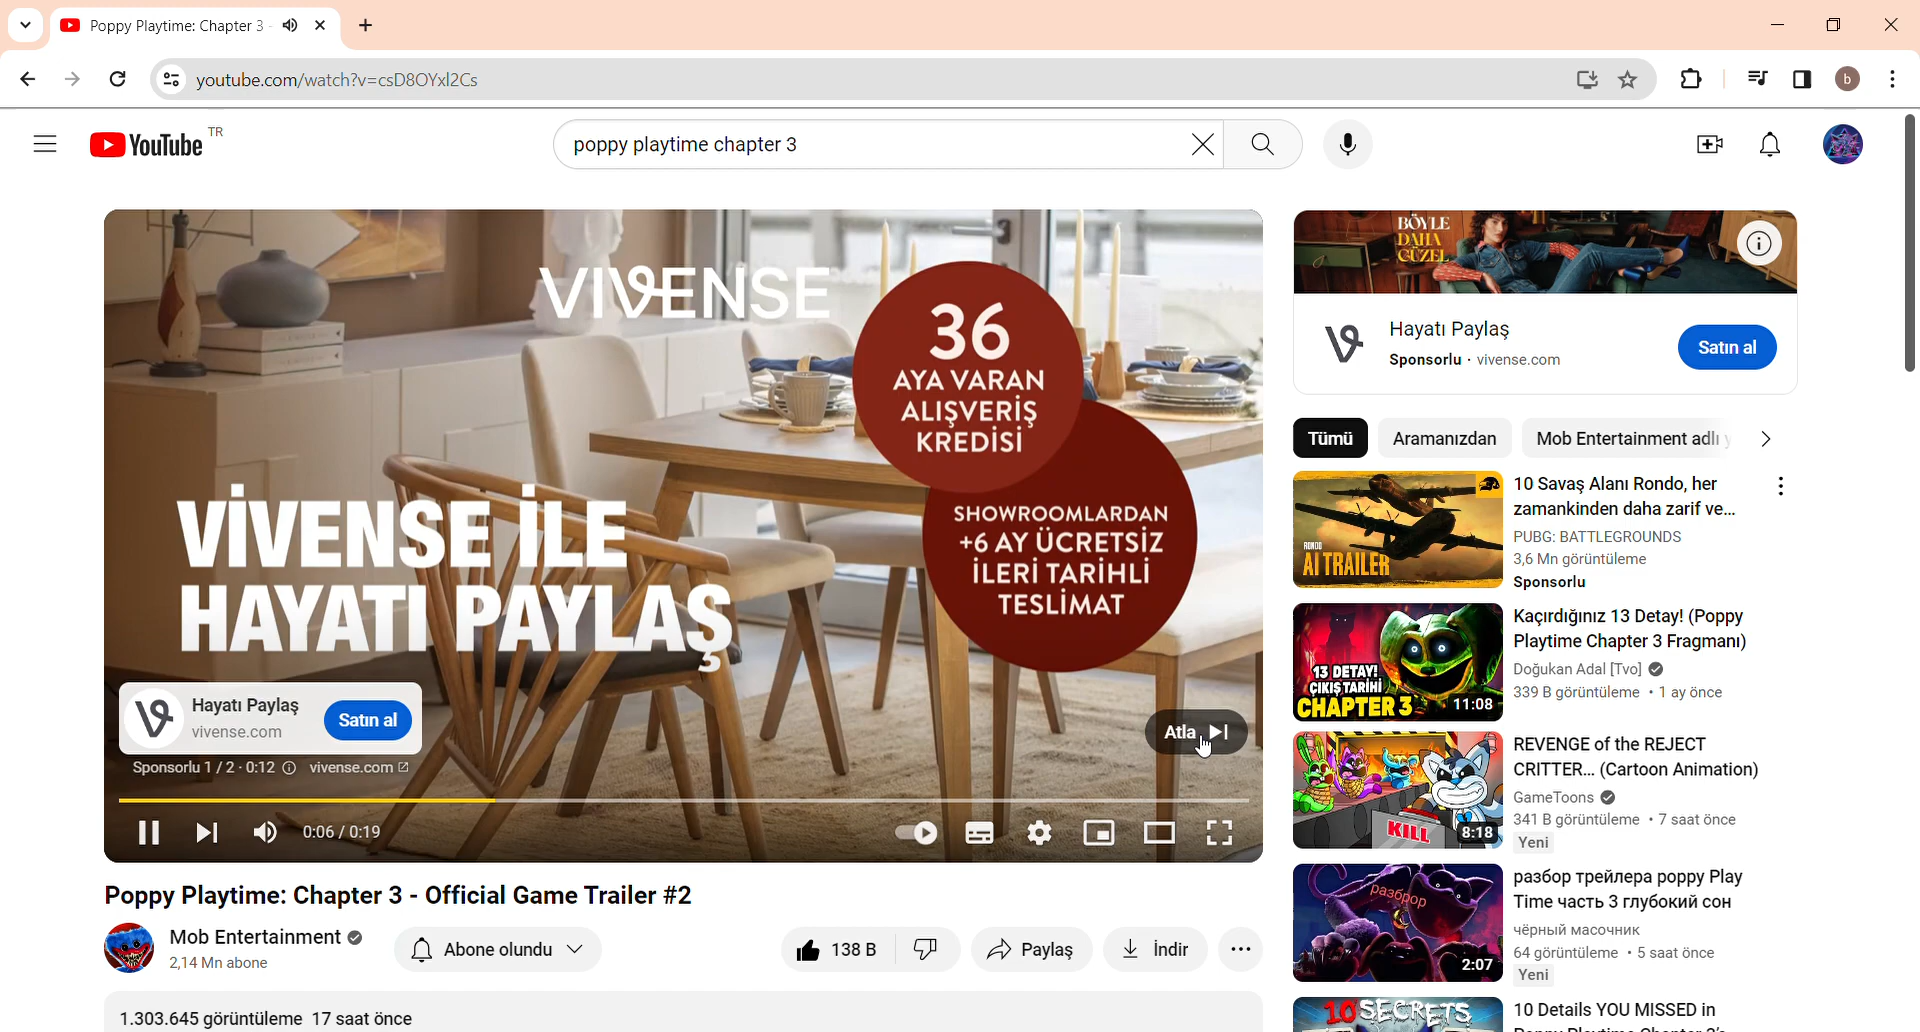 Poppy Playtime: Chapter 3 -
youtube.com/watch?v=csD8OYxl2Cs
b
YouTube TR
poppy playtime chapter 3
VIVENSE
36
AYA VARAN
ALIŞVERİŞ
KREDİSİ
SHOWROOMLARDAN
+6 AY ÜCRETSİZ
İLERİ TARİHLİ
TESLİMAT
VİVENSE İLE
HAYATI PAYLAŞ
Hayatı Paylaş
vivense.com
Satın al
Atla
Sponsorlu 1 / 2 · 0:12 vivense.com
0:06 / 0:19
Poppy Playtime: Chapter 3 - Official Game Trailer #2
Mob Entertainment
2,14 Mn abone
Abone olundu
138 B
Paylaş
İndir
1.303.645 görüntüleme 17 saat önce
BÖYLE
DAHA
GÜZEL
Hayatı Paylaş
Sponsorlu · vivense.com
Satın al
Tümü
Aramanızdan
Mob Entertainment adlı y
RONDO
AI TRAILER
10 Savaş Alanı Rondo, her
zamankinden daha zarif ve...
PUBG: BATTLEGROUNDS
3,6 Mn görüntüleme
Sponsorlu
13 DETAY!
ÇIKIŞ TARİHİ
CHAPTER 3
11:08
Kaçırdığınız 13 Detay! (Poppy
Playtime Chapter 3 Fragmanı)
Doğukan Adal [Tvo]
339 B görüntüleme • 1 ay önce
KILL
8:18
REVENGE of the REJECT
CRITTER... (Cartoon Animation)
GameToons
341 B görüntüleme • 7 saat önce
Yeni
разброр
2:07
разбор трейлера poppy Play
Time часть 3 глубокий сон
чёрный масочник
64 görüntüleme • 5 saat önce
Yeni
10 SECRETS
10 Details YOU MISSED in